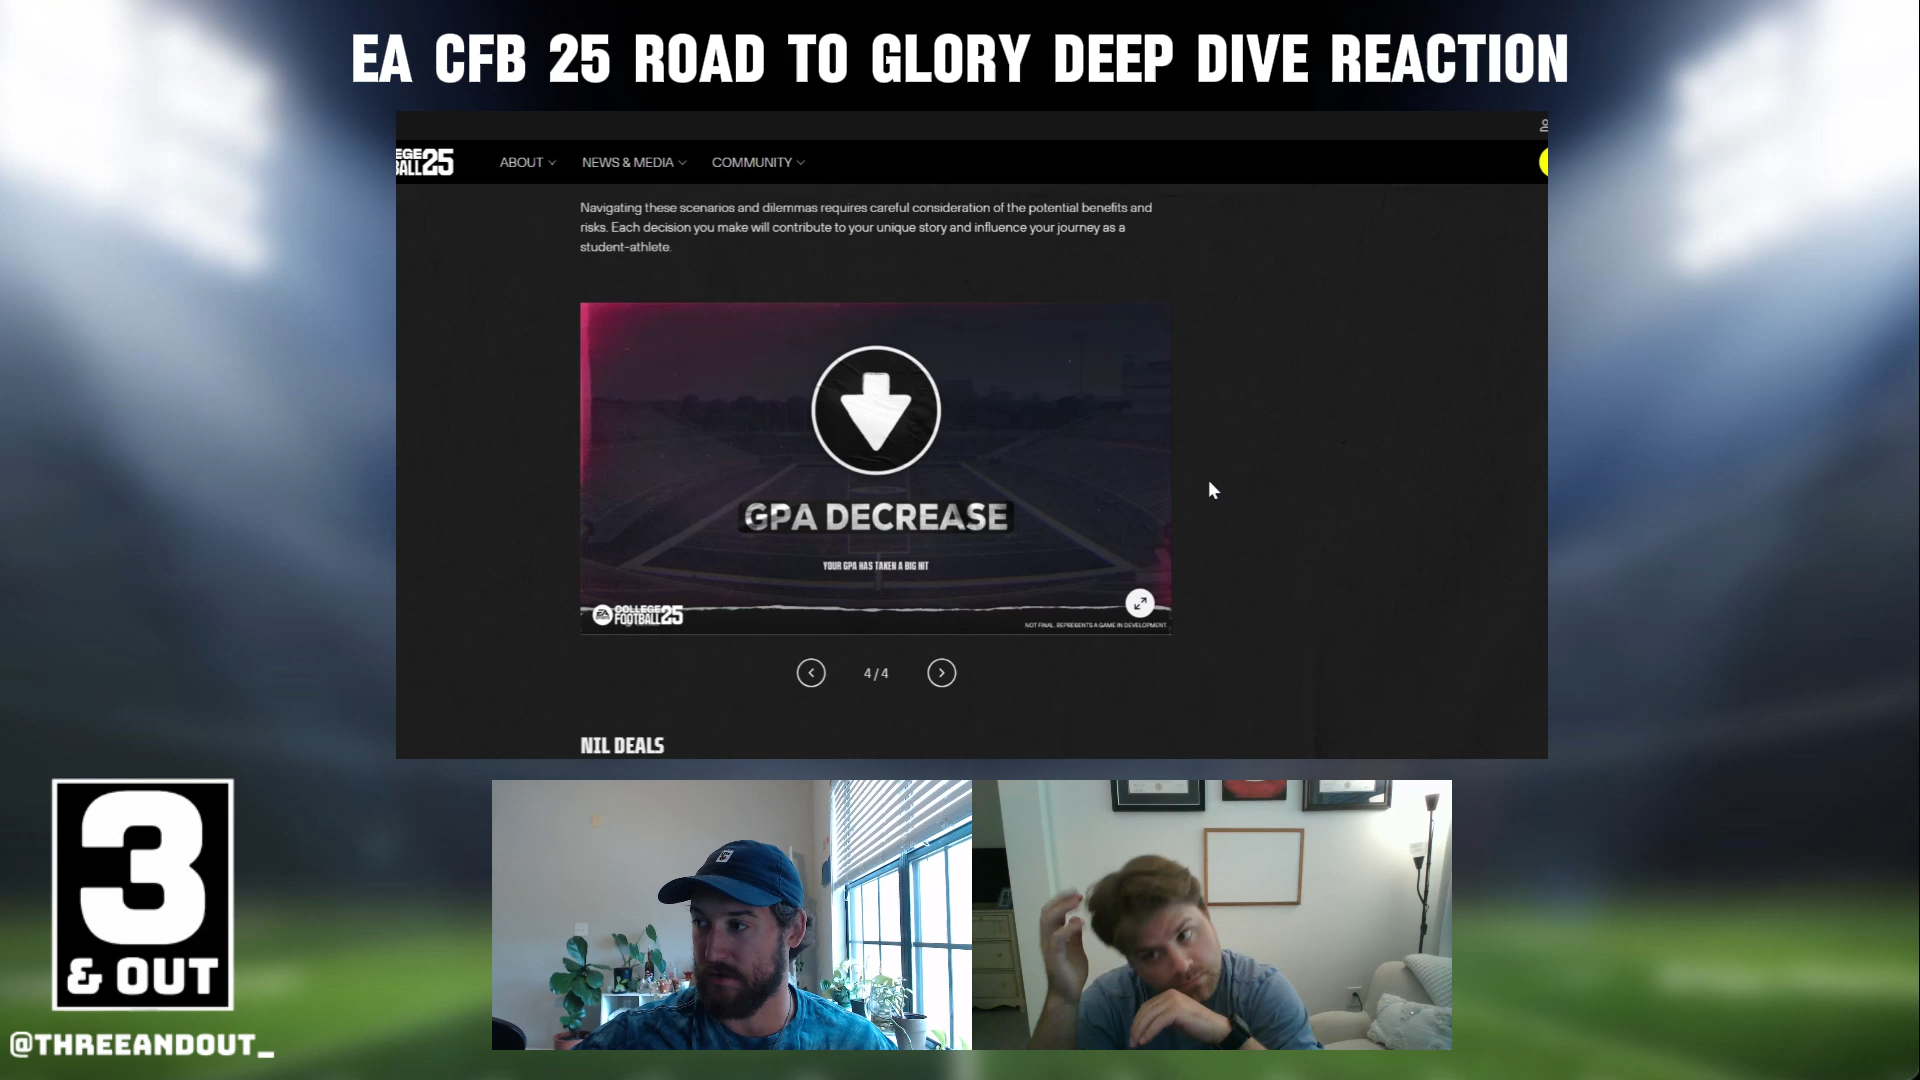 EA CFB 25 ROAD TO GLORY DEEP DIVE REACTION
EGE
BALL25
ABOUT
NEWS & MEDIA
COMMUNITY
Navigating these scenarios and dilemmas requires careful consideration of the potential benefits and
risks. Each decision you make will contribute to your unique story and influence your journey as a
student-athlete.
GPA DECREASE
YOUR GPA HAS TAKEN A BIG HIT
EA
COLLEGE
FOOTBALL25
NOT FINAL. REPRESENTS A GAME IN DEVELOPMENT.
4 / 4
NIL DEALS
3
& OUT
@THREEANDOUT_